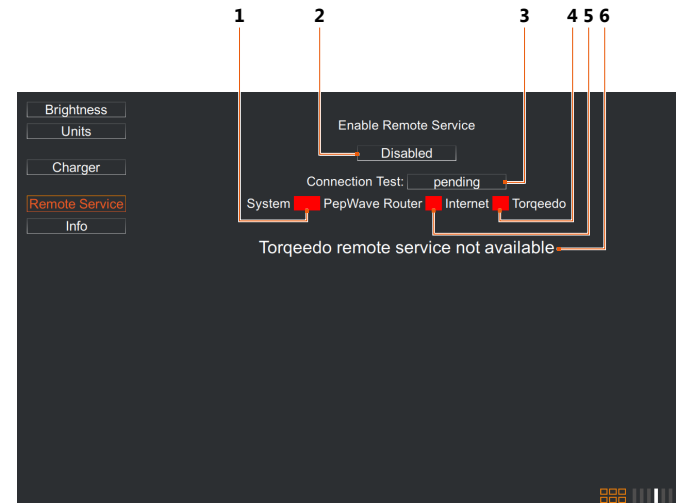 1 2 3 4 5 6
Brightness
Units
Charger
Remote Service
Info
Enable Remote Service
Disabled
Connection Test: pending
System PepWave Router Internet Torqeedo
Torqeedo remote service not available